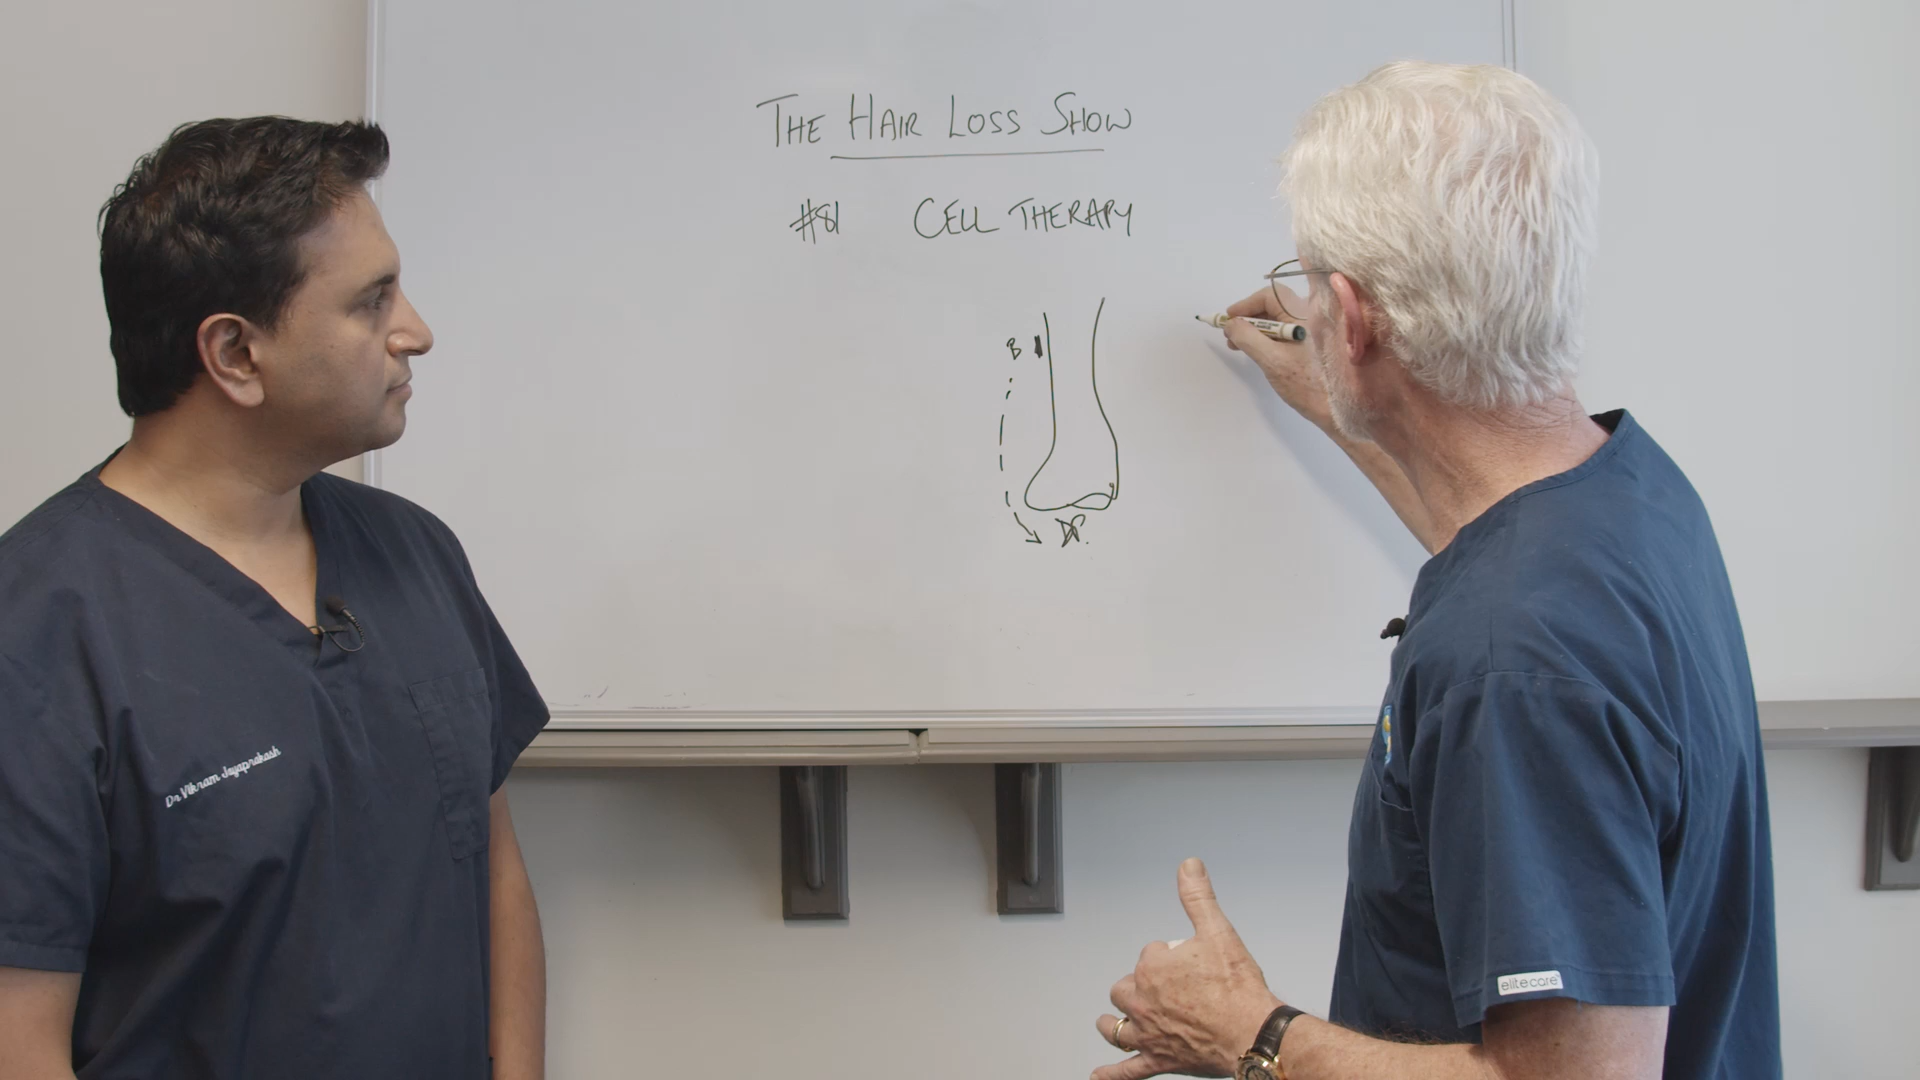 THE HAIR LOSS SHOW
#81 CELL THERAPY
B
DP.
Dr Vikram Jayaprakash
elitecare